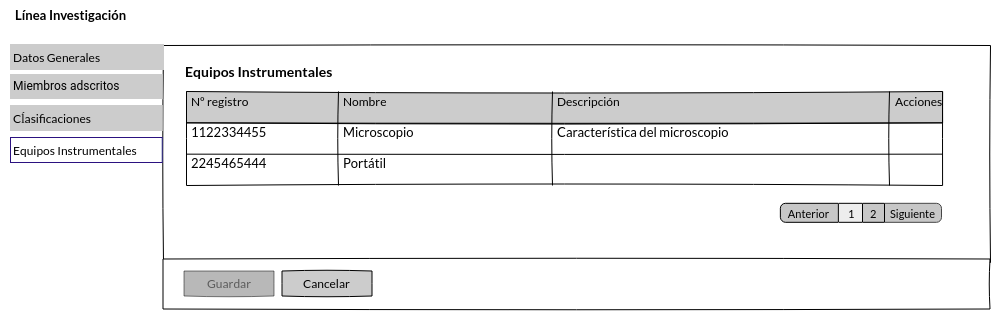 Línea Investigación
Datos Generales
Miembros adscritos
Clasificaciones
Equipos Instrumentales
Equipos Instrumentales
Nº registro Nombre Descripción Acciones
1122334455 Microscopio Característica del microscopio
2245465444 Portátil
Anterior 1 2 Siguiente
Guardar Cancelar